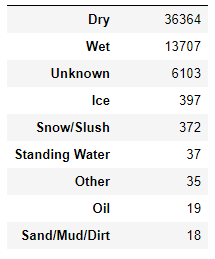 Dry 36364
Wet 13707
Unknown 6103
Ice 397
Snow/Slush 372
Standing Water 37
Other 35
Oil 19
Sand/Mud/Dirt 18